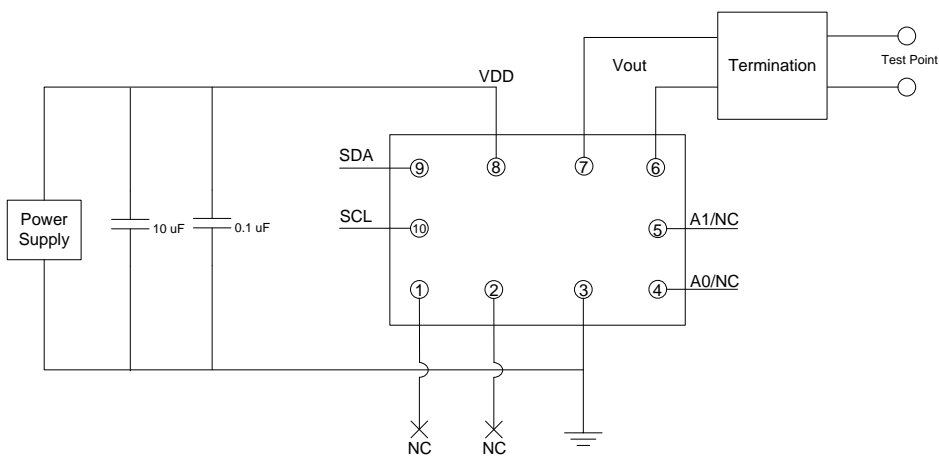 Termination
Test Point
Vout
VDD
SDA
9
8
7
6
Power
Supply
10 uF
0.1 uF
SCL
10
5
A1/NC
1
2
3
4
A0/NC
NC
NC